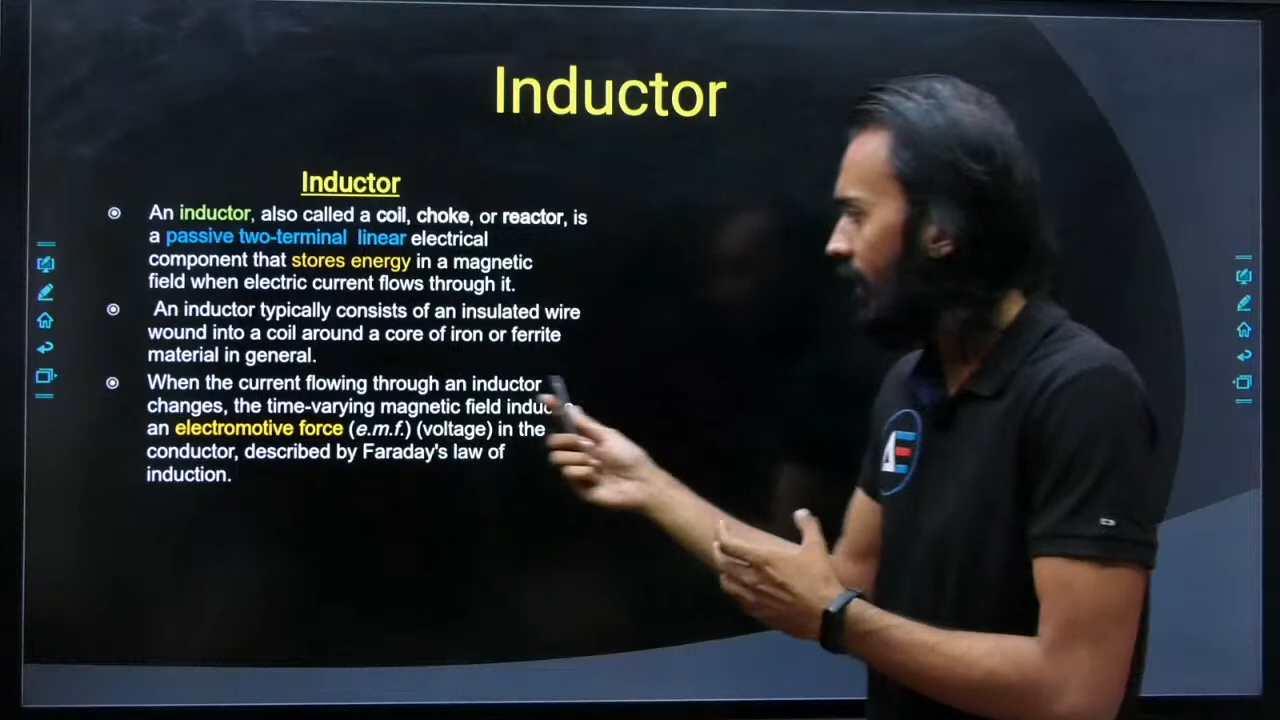 Inductor
Inductor
An inductor, also called a coil, choke, or reactor, is
a passive two-terminal linear electrical
component that stores energy in a magnetic
field when electric current flows through it.
An inductor typically consists of an insulated wire
wound into a coil around a core of iron or ferrite
material in general.
When the current flowing through an inductor
changes, the time-varying magnetic field
an electromotive force (e.m.f.) (voltage) in the
conductor, described by Faraday's law of
induction.
AE